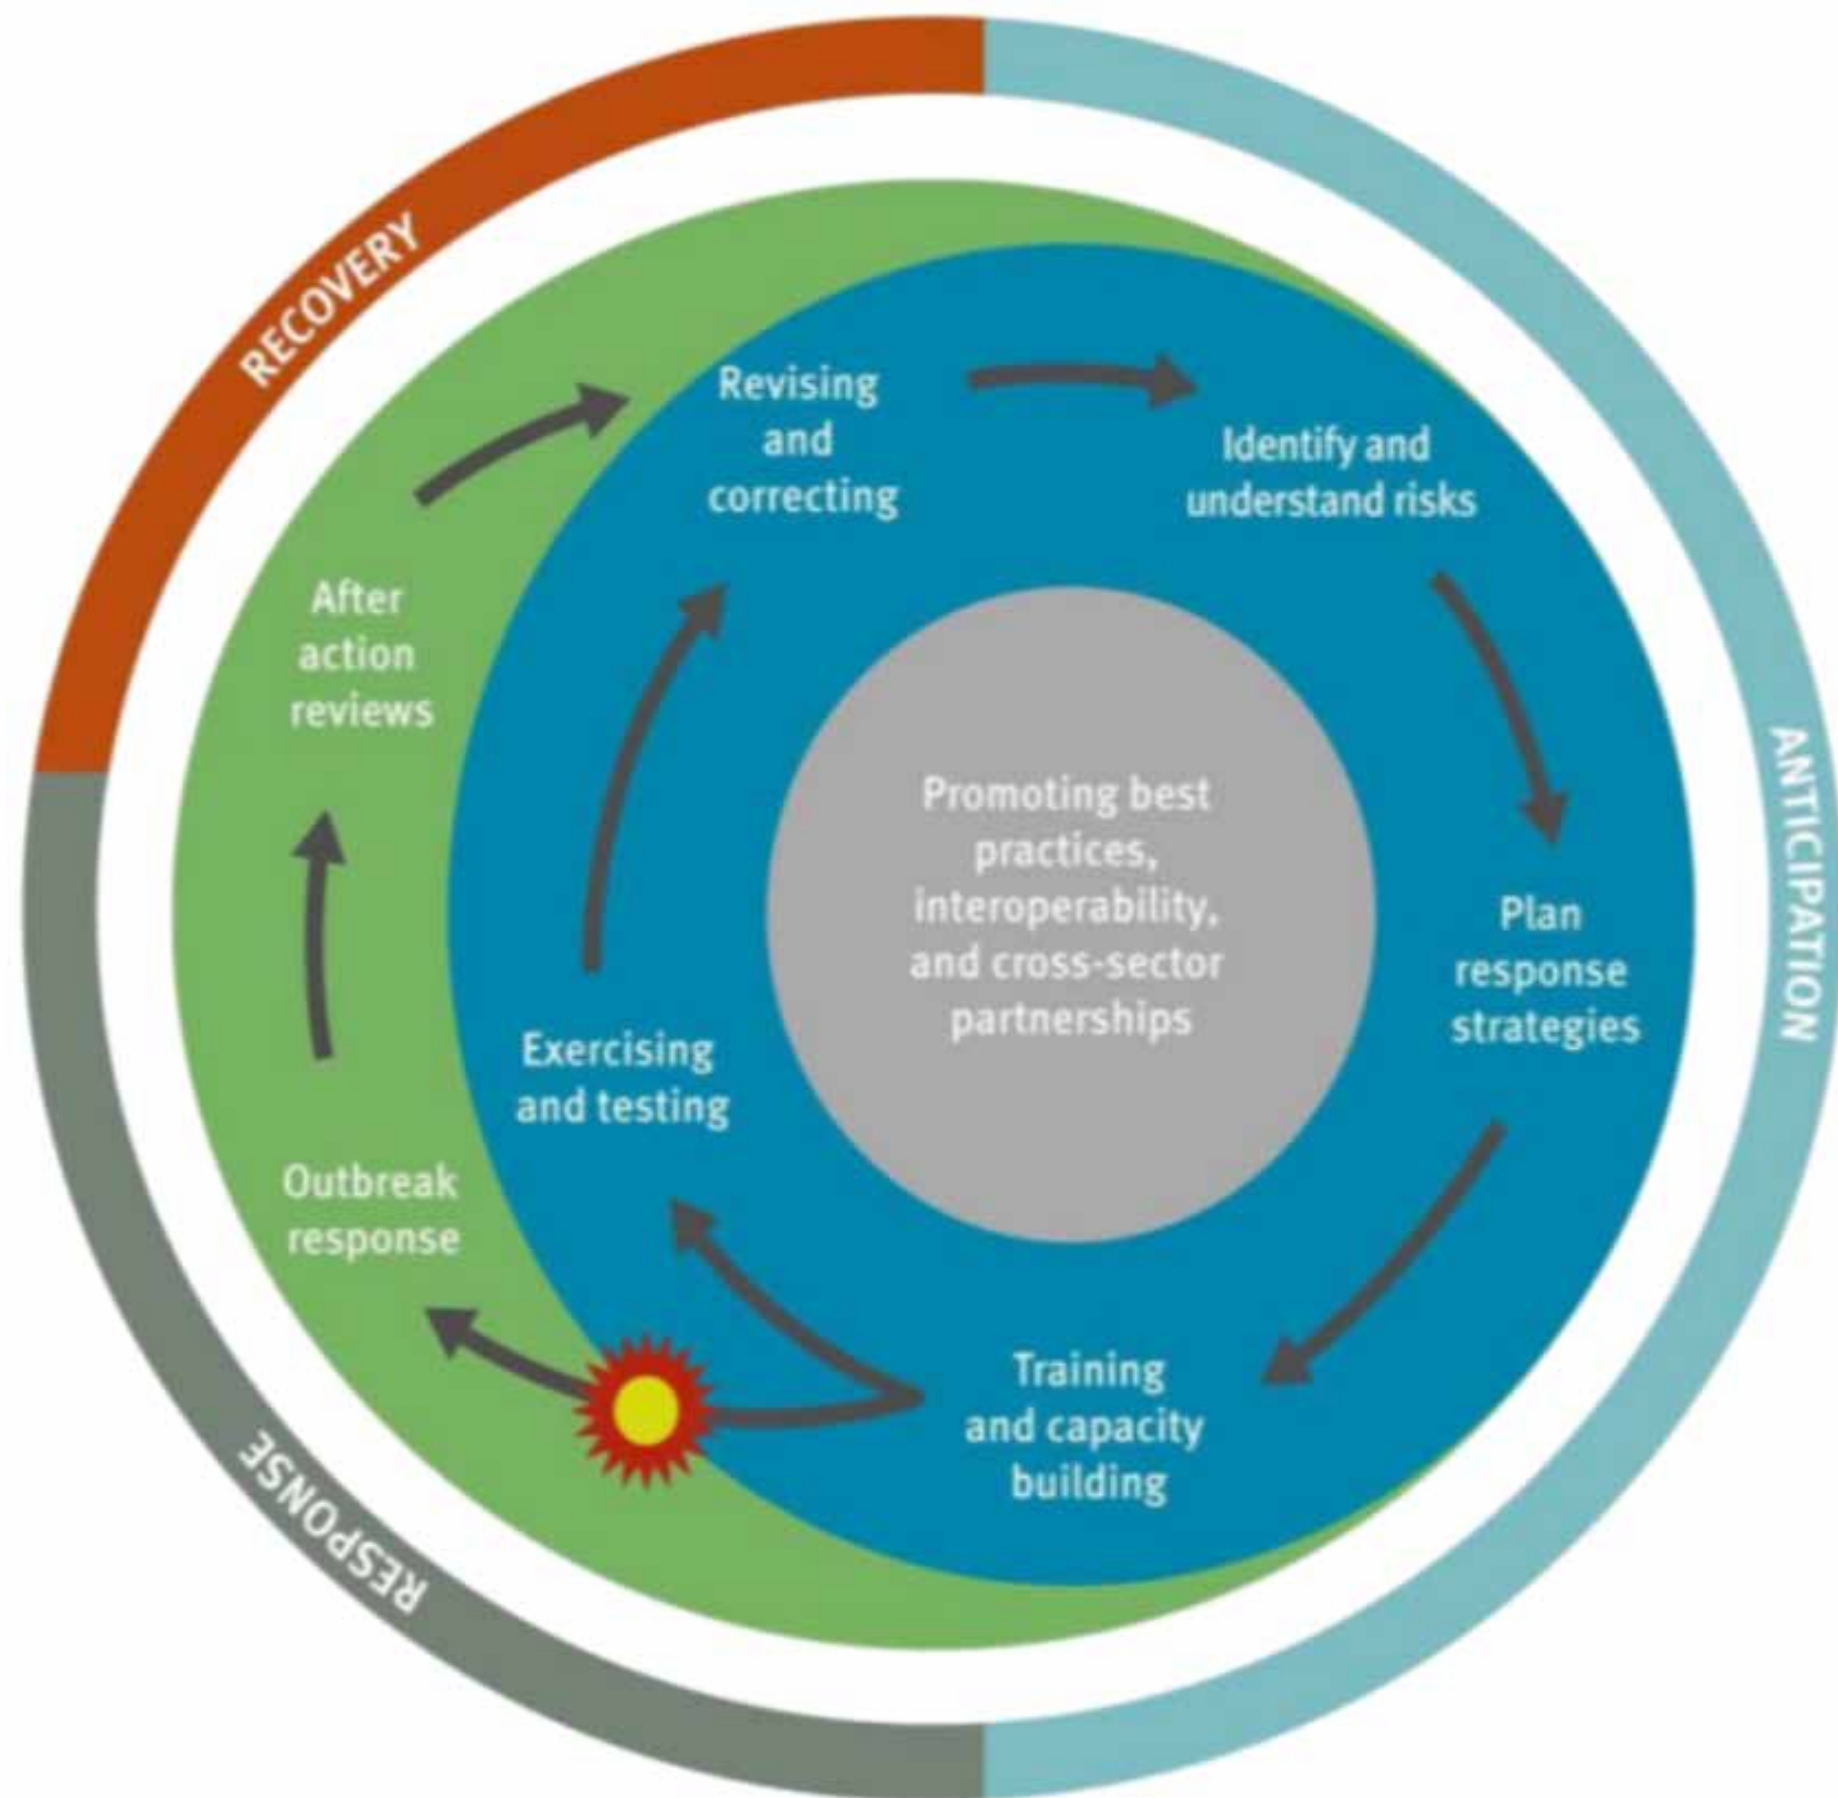 RECOVERY
ANTICIPATION
RESPONSE
Revising
and
correcting
Identify and
understand risks
Plan
response
strategies
Training
and capacity
building
Exercising
and testing
Outbreak
response
After
action
reviews
Promoting best
practices,
interoperability,
and cross-sector
partnerships